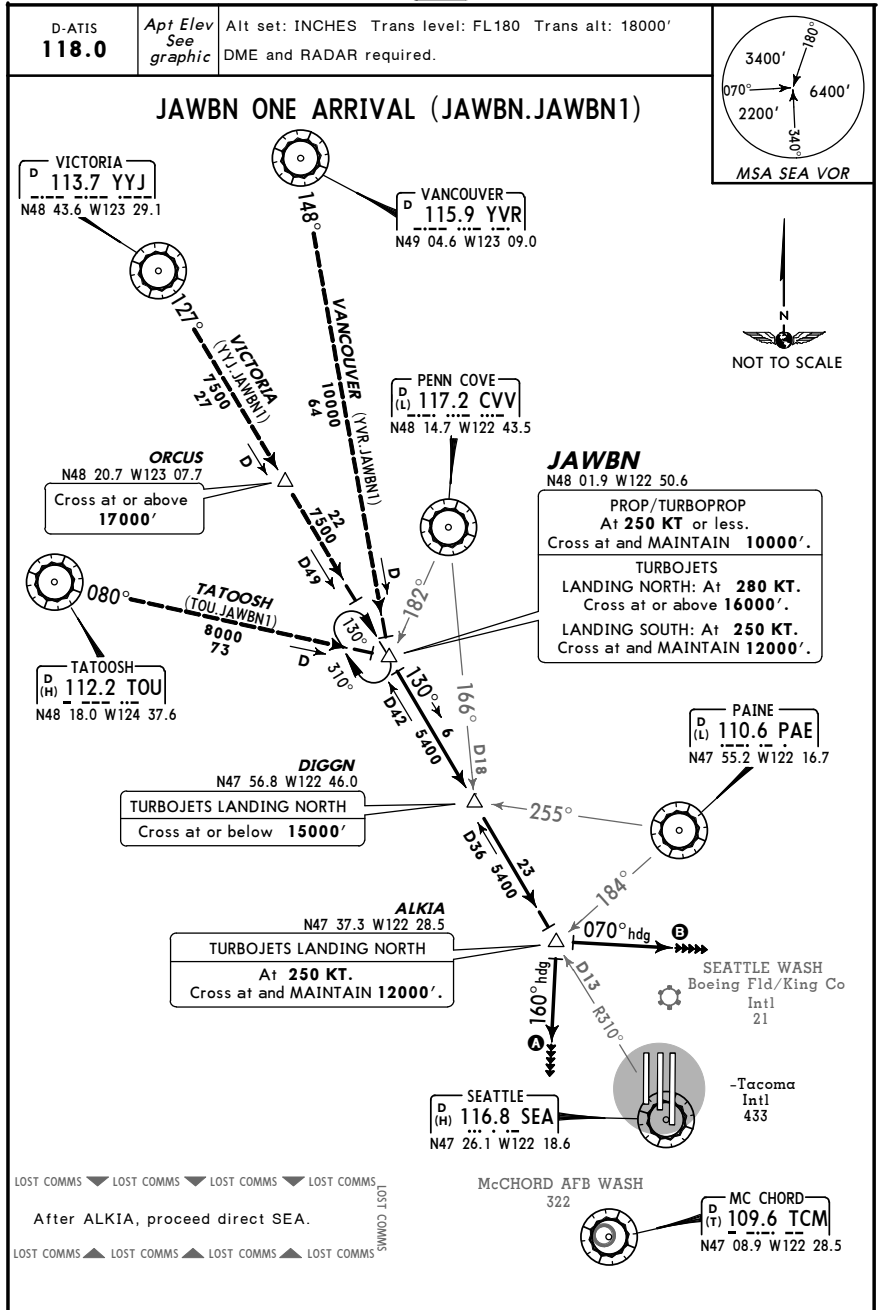 D-ATIS
118.0
Apt Elev
See
graphic
Alt set: INCHES Trans level: FL180 Trans alt: 18000'
DME and RADAR required.
180°
3400'
070°
6400'
2200'
340°
MSA SEA VOR
JAWBN ONE ARRIVAL (JAWBN.JAWBN1)
VICTORIA
D 113.7 YYJ
N48 43.6 W123 29.1
VANCOUVER
D 115.9 YVR
N49 04.6 W123 09.0
N
NOT TO SCALE
148°
127°
VICTORIA
(YYJ.JAWBN1)
7500
27
VANCOUVER
(YVR.JAWBN1)
10000
64
PENN COVE
D
(L) 117.2 CVV
N48 14.7 W122 43.5
ORCUS
N48 20.7 W123 07.7
Cross at or above
17000'
D
22
7500
D49
D
JAWBN
N48 01.9 W122 50.6
PROP/TURBOPROP
At 250 KT or less.
Cross at and MAINTAIN 10000'.
TURBOJETS
LANDING NORTH: At 280 KT.
Cross at or above 16000'.
LANDING SOUTH: At 250 KT.
Cross at and MAINTAIN 12000'.
080°
TATOOSH
(TOU.JAWBN1)
8000
73
D
TATOOSH
D
(H) 112.2 TOU
N48 18.0 W124 37.6
130°
310°
182°
166°
D18
130°
6
D42
5400
PAINE
D
(L) 110.6 PAE
N47 55.2 W122 16.7
DIGGN
N47 56.8 W122 46.0
TURBOJETS LANDING NORTH
Cross at or below 15000'
255°
23
D36
5400
184°
ALKIA
N47 37.3 W122 28.5
TURBOJETS LANDING NORTH
At 250 KT.
Cross at and MAINTAIN 12000'.
070°hdg
B
160°hdg
A
D13
R310°
SEATTLE WASH
Boeing Fld/King Co
Intl
21
-Tacoma
Intl
433
SEATTLE
D
(H) 116.8 SEA
N47 26.1 W122 18.6
LOST COMMS LOST COMMS LOST COMMS LOST COMMS
LOST COMMS
After ALKIA, proceed direct SEA.
LOST COMMS LOST COMMS LOST COMMS LOST COMMS
McCHORD AFB WASH
322
MC CHORD
D
(T) 109.6 TCM
N47 08.9 W122 28.5